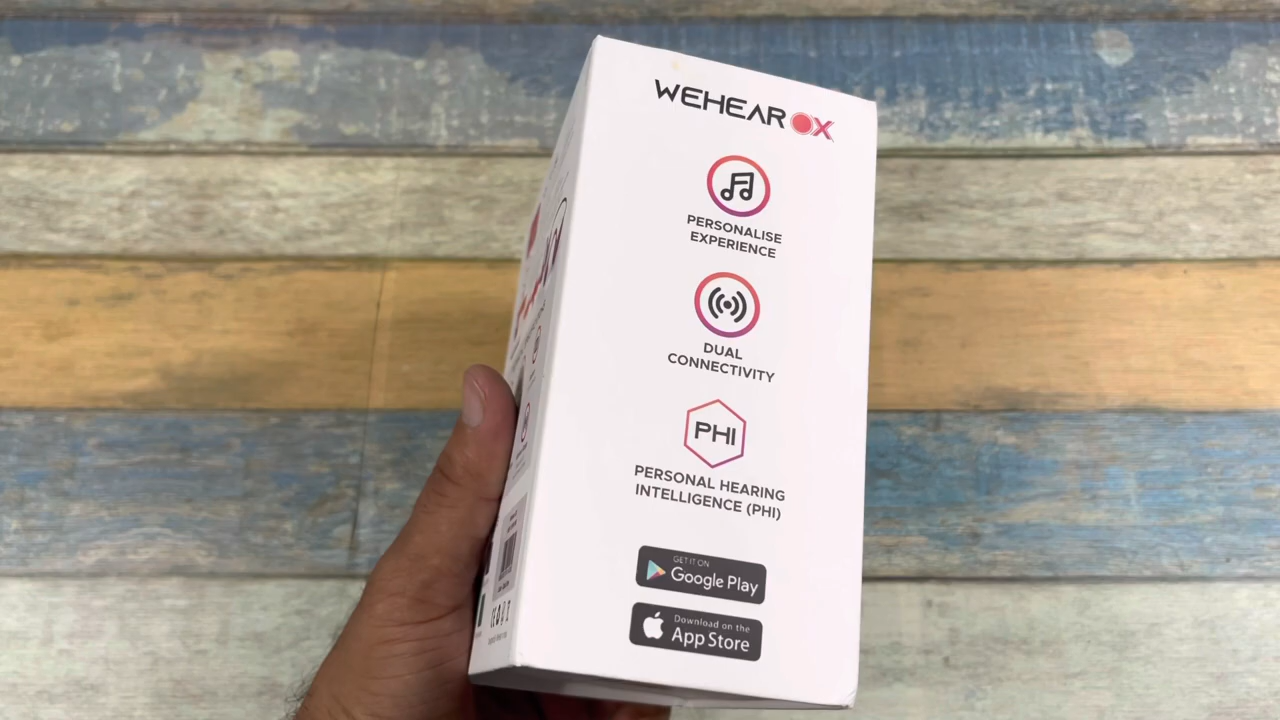 WEHEAR OX
PERSONALISE
EXPERIENCE
DUAL
CONNECTIVITY
PHI
PERSONAL HEARING
INTELLIGENCE (PHI)
GET IT ON
Google Play
Download on the
App Store